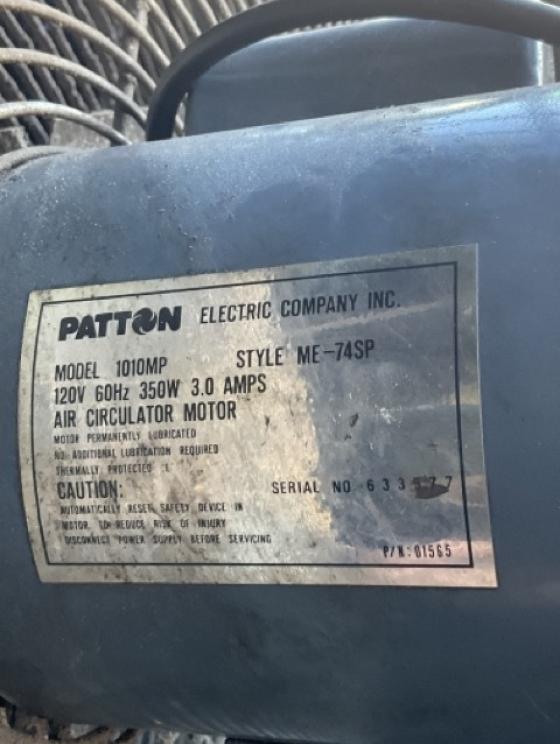 PATTON ELECTRIC COMPANY INC.
MODEL 1010MP STYLE ME-74SP
120V 60Hz 350W 3.0 AMPS
AIR CIRCULATOR MOTOR
MOTOR PERMANENTLY LUBRICATED
NO ADDITIONAL LUBRICATION REQUIRED
THERMALLY PROTECTED
CAUTION: SERIAL NO 633
AUTOMATICALLY RESET SAFETY DEVICE IN
MOTOR. TO REDUCE RISK OF INJURY
DISCONNECT POWER SUPPLY BEFORE SERVICING
P/N:01565